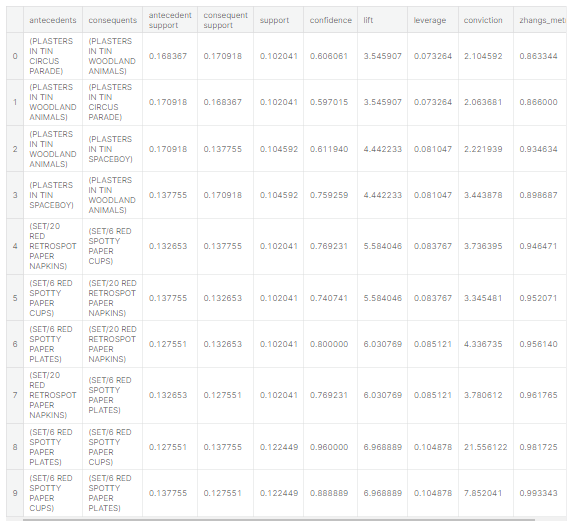 antecedents consequents antecedent support consequent support support confidence lift leverage conviction zhangs_metr
0 (PLASTERS IN TIN CIRCUS PARADE) (PLASTERS IN TIN WOODLAND ANIMALS) 0.168367 0.170918 0.102041 0.606061 3.545907 0.073264 2.104592 0.863344
1 (PLASTERS IN TIN WOODLAND ANIMALS) (PLASTERS IN TIN CIRCUS PARADE) 0.170918 0.168367 0.102041 0.597015 3.545907 0.073264 2.063681 0.866000
2 (PLASTERS IN TIN WOODLAND ANIMALS) (PLASTERS IN TIN SPACEBOY) 0.170918 0.137755 0.104592 0.611940 4.442233 0.081047 2.221939 0.934634
3 (PLASTERS IN TIN SPACEBOY) (PLASTERS IN TIN WOODLAND ANIMALS) 0.137755 0.170918 0.104592 0.759259 4.442233 0.081047 3.443878 0.898687
4 (SET/20 RED RETROSPOT PAPER NAPKINS) (SET/6 RED SPOTTY PAPER CUPS) 0.132653 0.137755 0.102041 0.769231 5.584046 0.083767 3.736395 0.946471
5 (SET/6 RED SPOTTY PAPER CUPS) (SET/20 RED RETROSPOT PAPER NAPKINS) 0.137755 0.132653 0.102041 0.740741 5.584046 0.083767 3.345481 0.952071
6 (SET/6 RED SPOTTY PAPER PLATES) (SET/20 RED RETROSPOT PAPER NAPKINS) 0.127551 0.132653 0.102041 0.800000 6.030769 0.085121 4.336735 0.956140
7 (SET/20 RED RETROSPOT PAPER NAPKINS) (SET/6 RED SPOTTY PAPER PLATES) 0.132653 0.127551 0.102041 0.769231 6.030769 0.085121 3.780612 0.961765
8 (SET/6 RED SPOTTY PAPER PLATES) (SET/6 RED SPOTTY PAPER CUPS) 0.127551 0.137755 0.122449 0.960000 6.968889 0.104878 21.556122 0.981725
9 (SET/6 RED SPOTTY PAPER CUPS) (SET/6 RED SPOTTY PAPER PLATES) 0.137755 0.127551 0.122449 0.888889 6.968889 0.104878 7.852041 0.993343